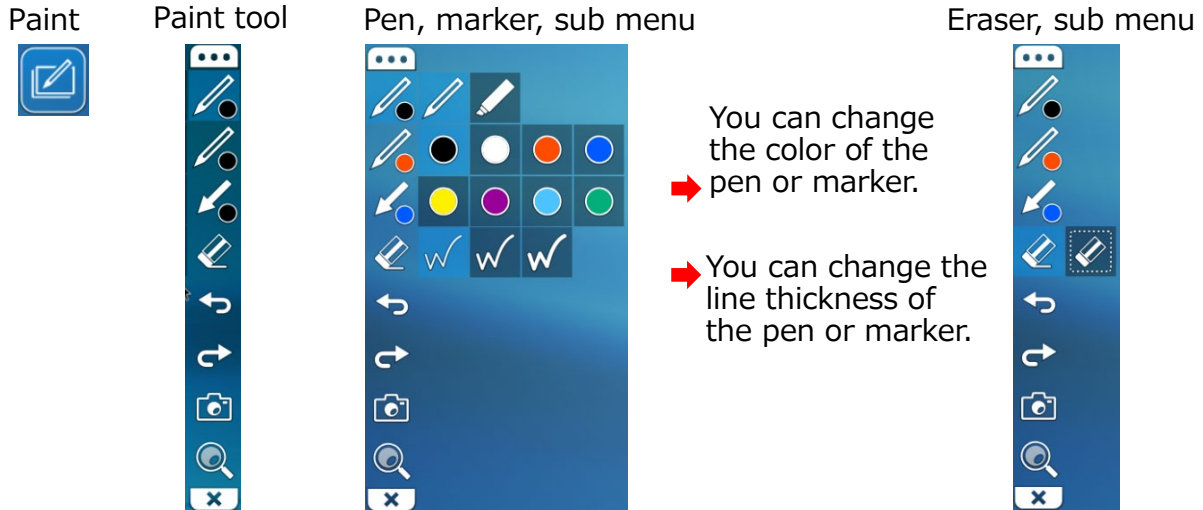 Paint
Paint tool
Pen, marker, sub menu
Eraser, sub menu
You can change
the color of the
pen or marker.
You can change the
line thickness of
the pen or marker.